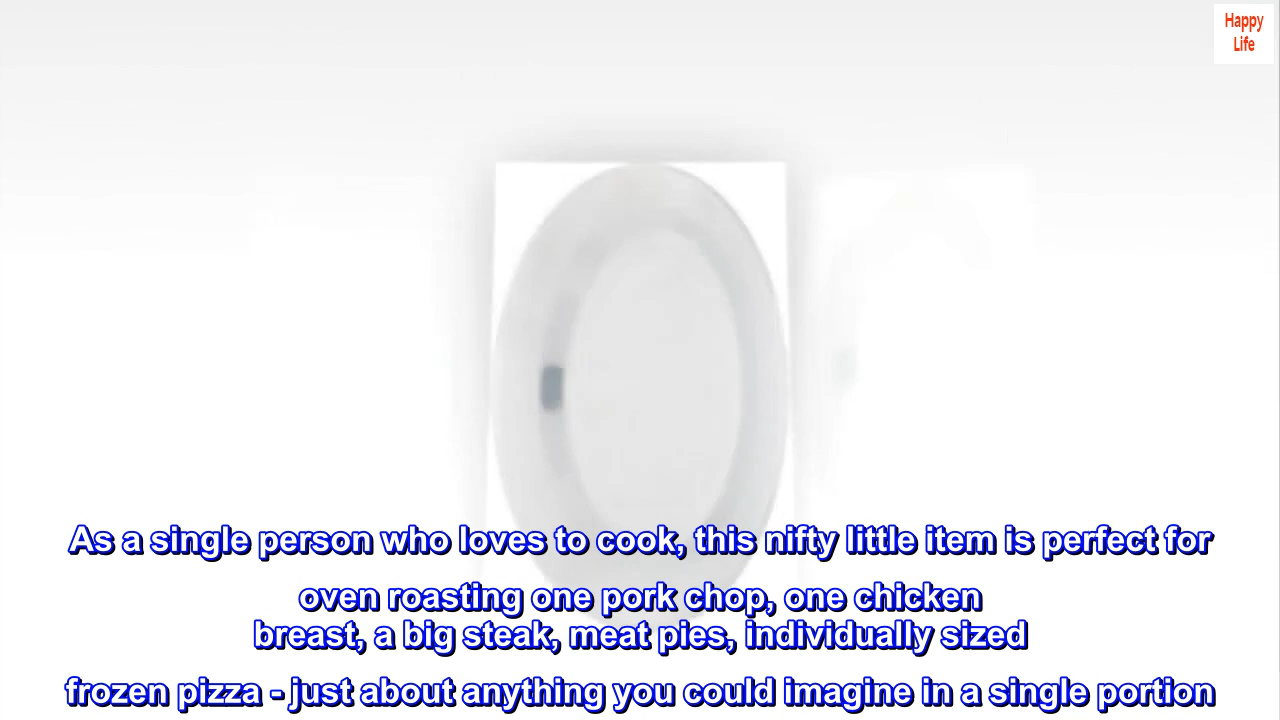 Happy
Life
As a single person who loves to cook, this nifty little item is perfect for
oven roasting one pork chop, one chicken
breast, a big steak, meat pies, individually sized
frozen pizza - just about anything you could imagine in a single portion